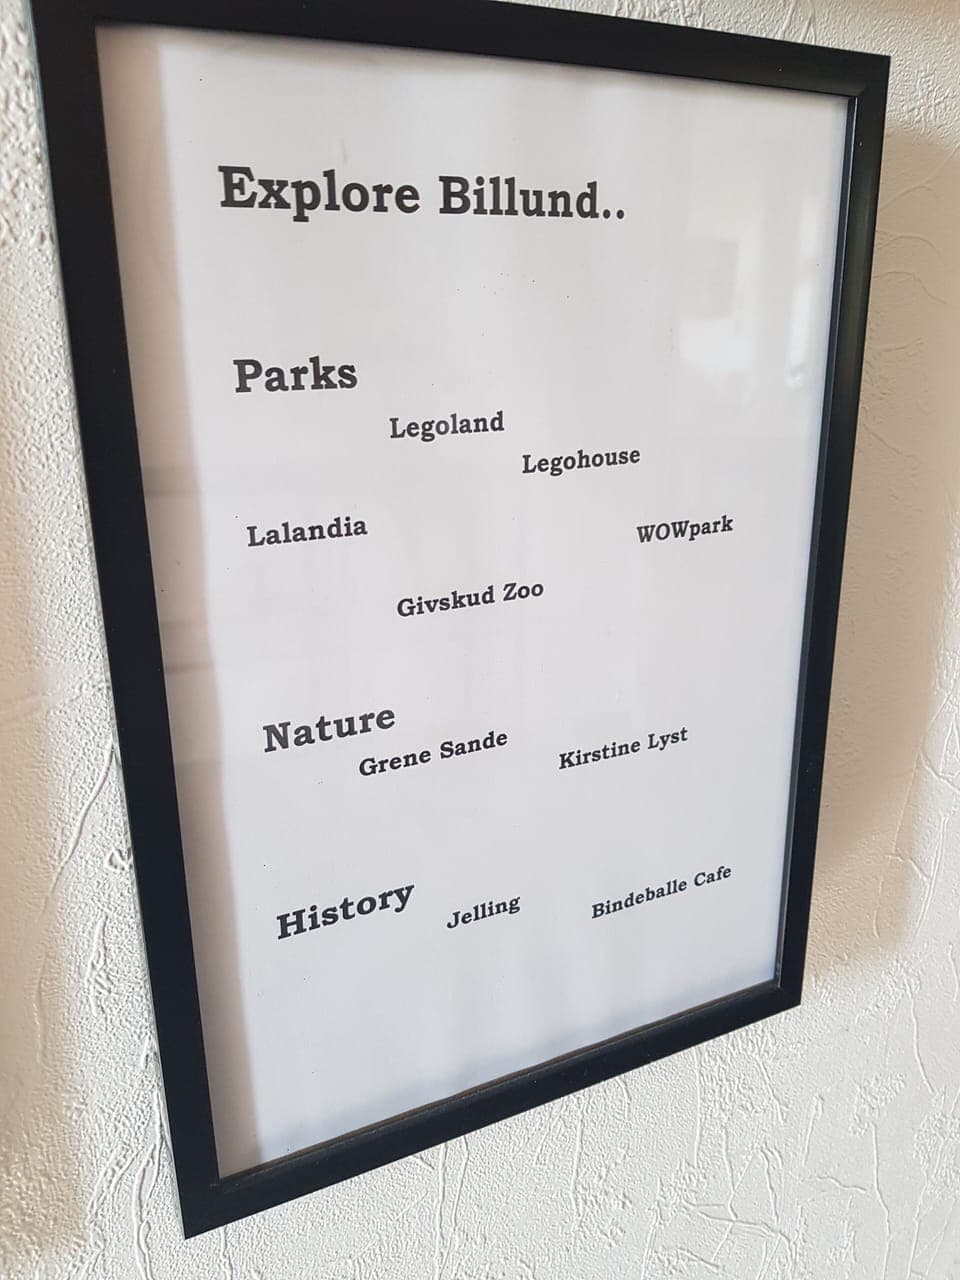 Explore Billund..
Parks
Legoland
Legohouse
Lalandia
WOWpark
Givskud Zoo
Nature
Grene Sande
Kirstine Lyst
History
Jelling
Bindeballe Cafe